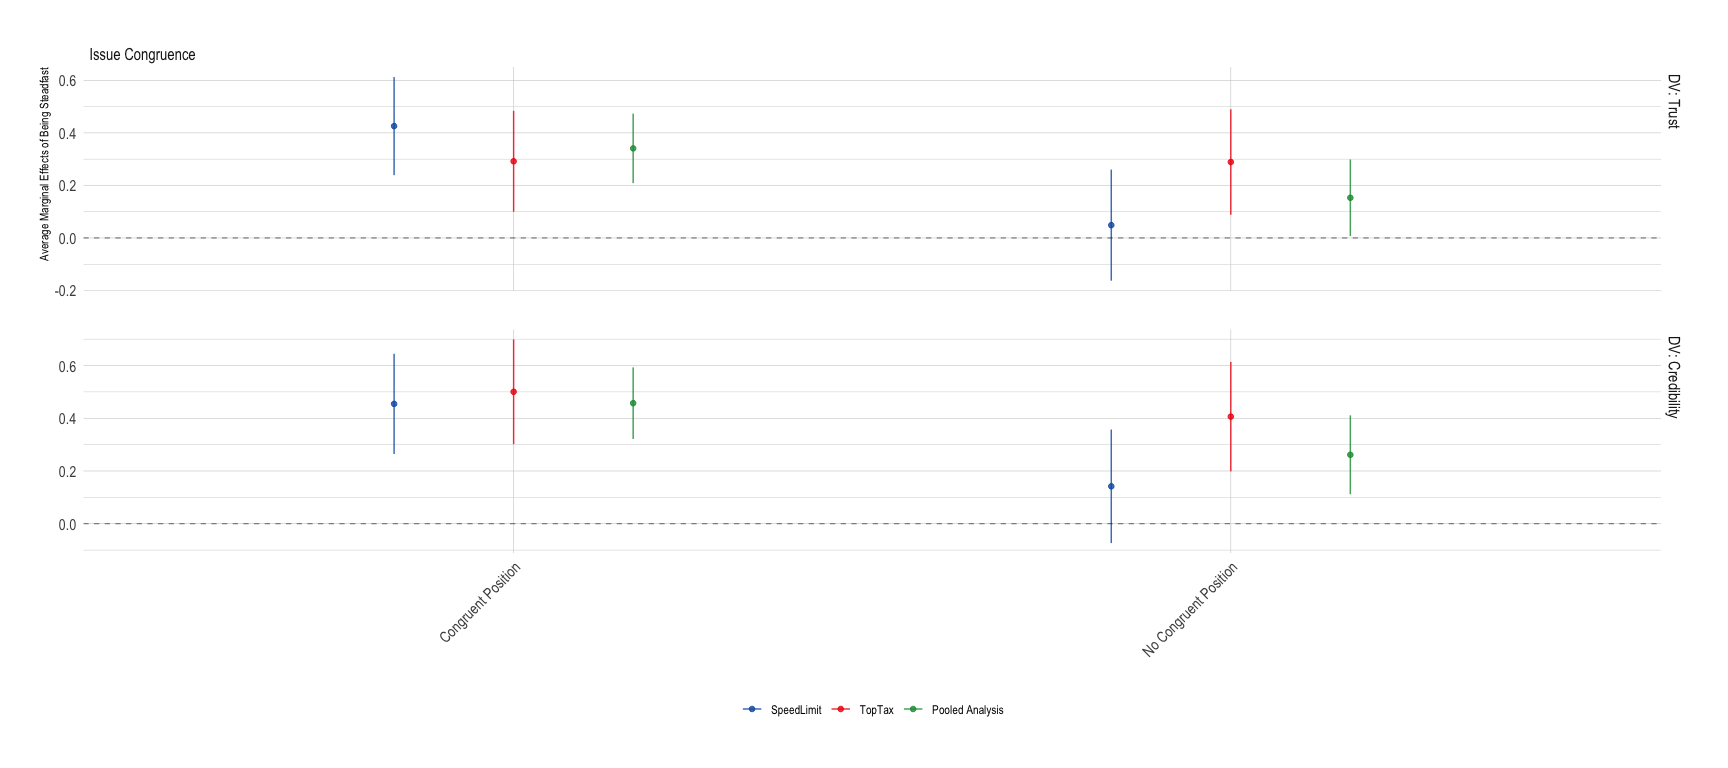 Issue Congruence
Average Marginal Effects of Being Steadfast
0.6
0.4
0.2
0.0
-0.2
DV: Trust
0.6
0.4
0.2
0.0
DV: Credibility
Congruent Position
No Congruent Position
SpeedLimit
TopTax
Pooled Analysis